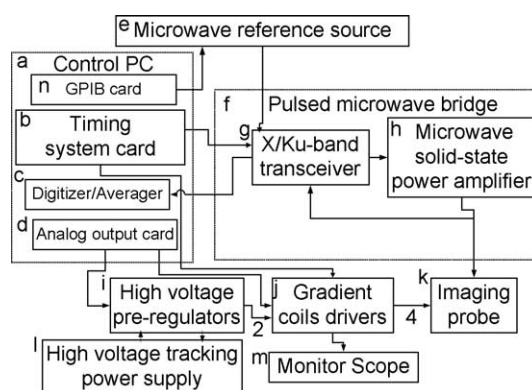 e
Microwave reference source
a
Control PC
n
GPIB card
b
Timing
system card
c
Digitizer/Averager
d
Analog output card
f
Pulsed microwave bridge
g
X/Ku-band
transceiver
h
Microwave
solid-state
power amplifier
i
High voltage
pre-regulators
2
j
Gradient
coils drivers
4
k
Imaging
probe
l
High voltage tracking
power supply
m
Monitor Scope